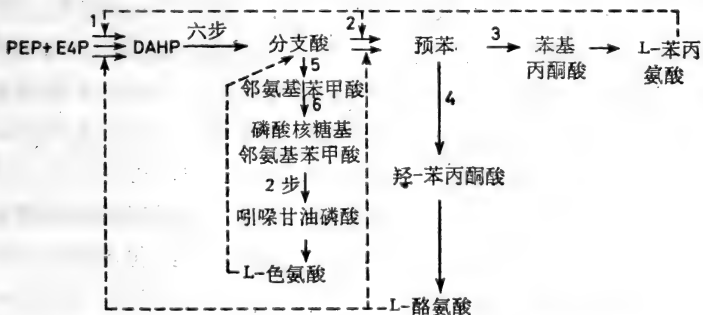 1
2
PEP+E4P
DAHP
六步
分支酸
预苯
3
苯基
丙酮酸
L-苯丙
氨酸
5
邻氨基苯甲酸
6
4
磷酸核糖基
邻氨基苯甲酸
2 步
羟-苯丙酮酸
吲哚甘油磷酸
L-色氨酸
L-酪氨酸